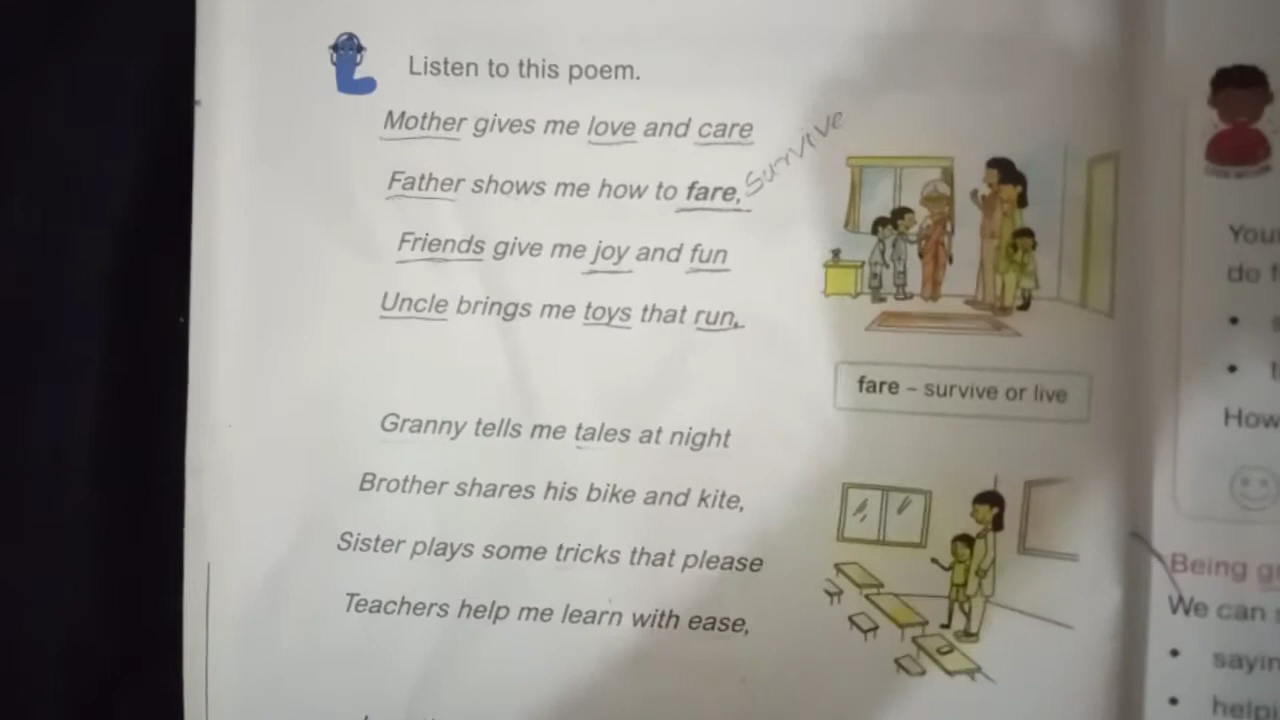 Listen to this poem.
Mother gives me love and care
Father shows me how to fare,
survive
Friends give me joy and fun
Uncle brings me toys that run,
fare – survive or live
Granny tells me tales at night
Brother shares his bike and kite,
Sister plays some tricks that please
Teachers help me learn with ease,
do
How
Being
We can